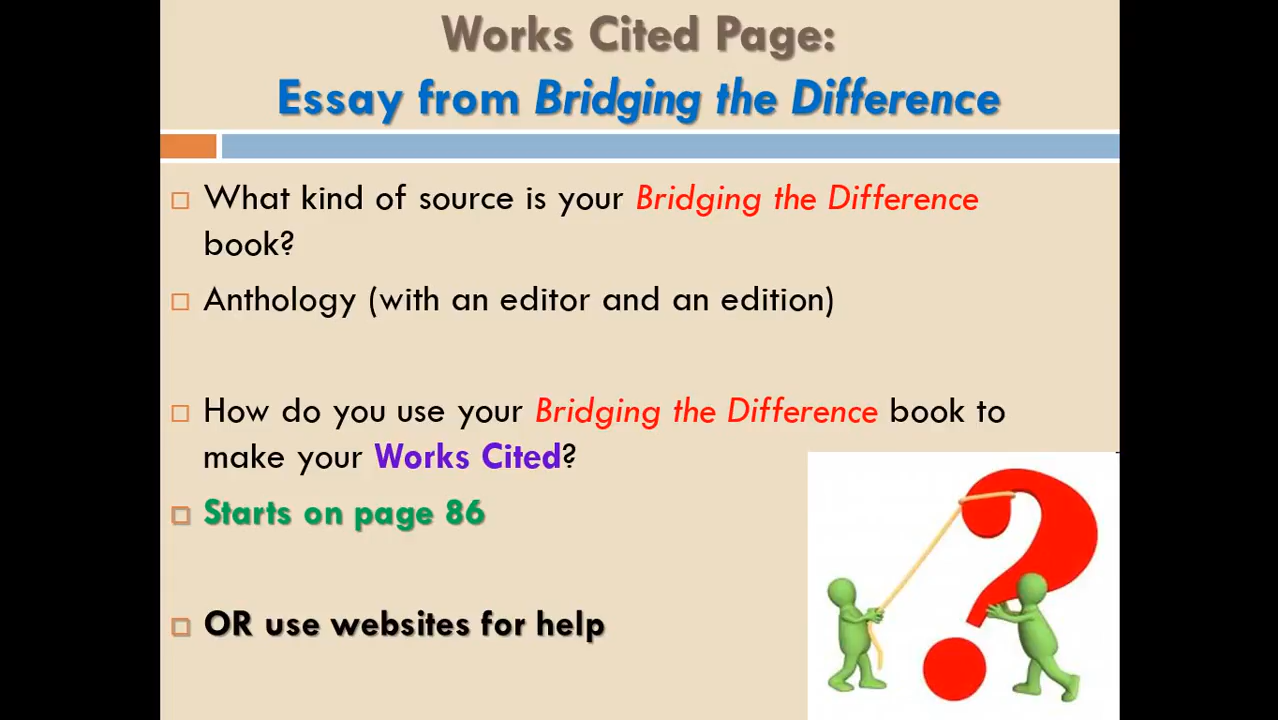 Works Cited Page:
Essay from Bridging the Difference
What kind of source is your Bridging the Difference
book?
Anthology (with an editor and an edition)
How do you use your Bridging the Difference book to
make your Works Cited?
Starts on page 86
OR use websites for help